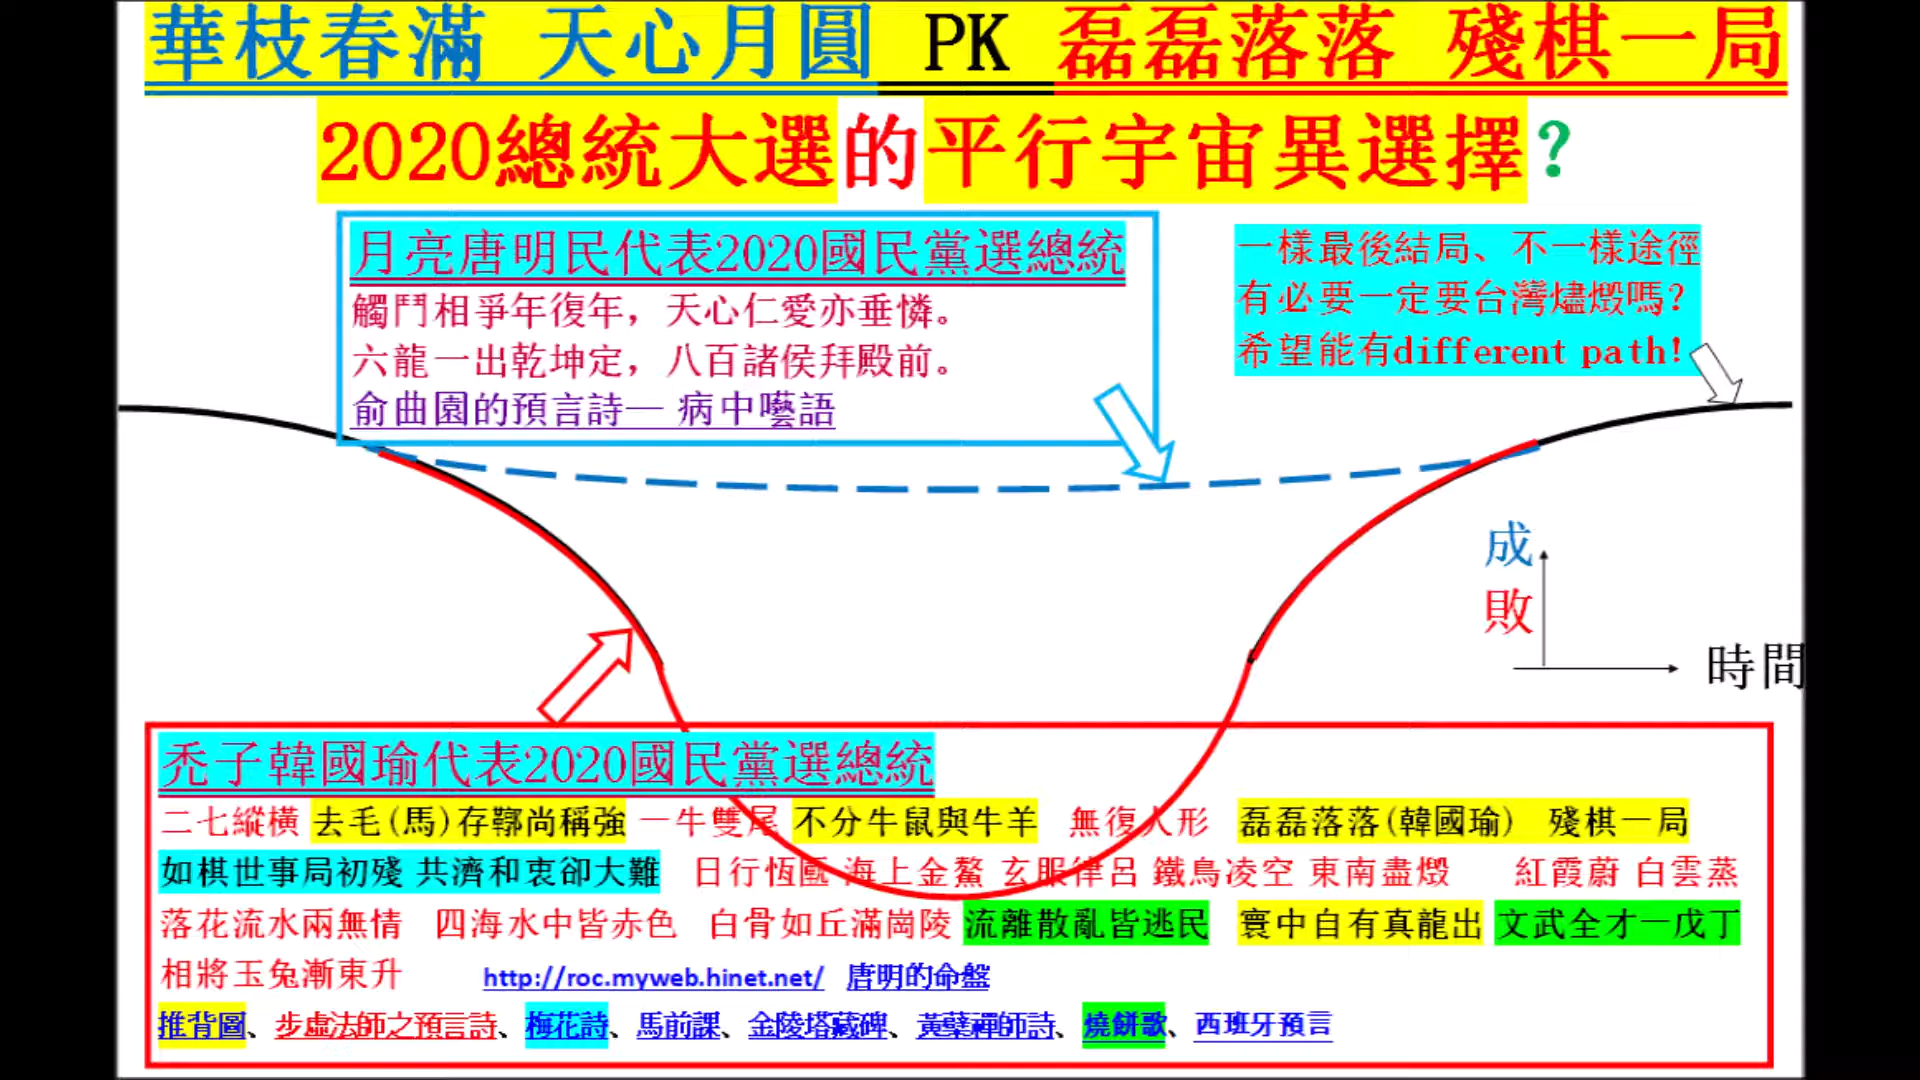 華枝春滿 天心月圓 PK 磊磊落落 殘棋一局
2020總統大選的平行宇宙異選擇?
月亮唐明民代表2020國民黨選總統
觸鬥相爭年復年，天心仁愛亦垂憐。
六龍一出乾坤定，八百諸侯拜殿前。
俞曲園的預言詩— 病中囈語
一樣最後結局、不一樣途徑
有必要一定要台灣燼燬嗎?
希望能有different path!
成
敗
時間
禿子韓國瑜代表2020國民黨選總統
二七縱橫 去毛(馬)存鞹尚稱強 一牛雙尾 不分牛鼠與牛羊 無復人形 磊磊落落(韓國瑜) 殘棋一局
如棋世事局初殘 共濟和衷卻大難 日行恆匭 海上金鰲 玄服律呂 鐵鳥凌空 東南盡燬 紅霞蔚 白雲蒸
落花流水兩無情 四海水中皆赤色 白骨如丘滿崗陵 流離散亂皆逃民 寰中自有真龍出 文武全才一戊丁
相將玉兔漸東升 http://roc.myweb.hinet.net/ 唐明的命盤
推背圖、步虛法師之預言詩、梅花詩、馬前課、金陵塔藏碑、黃蘗禪師詩、燒餅歌、西班牙預言